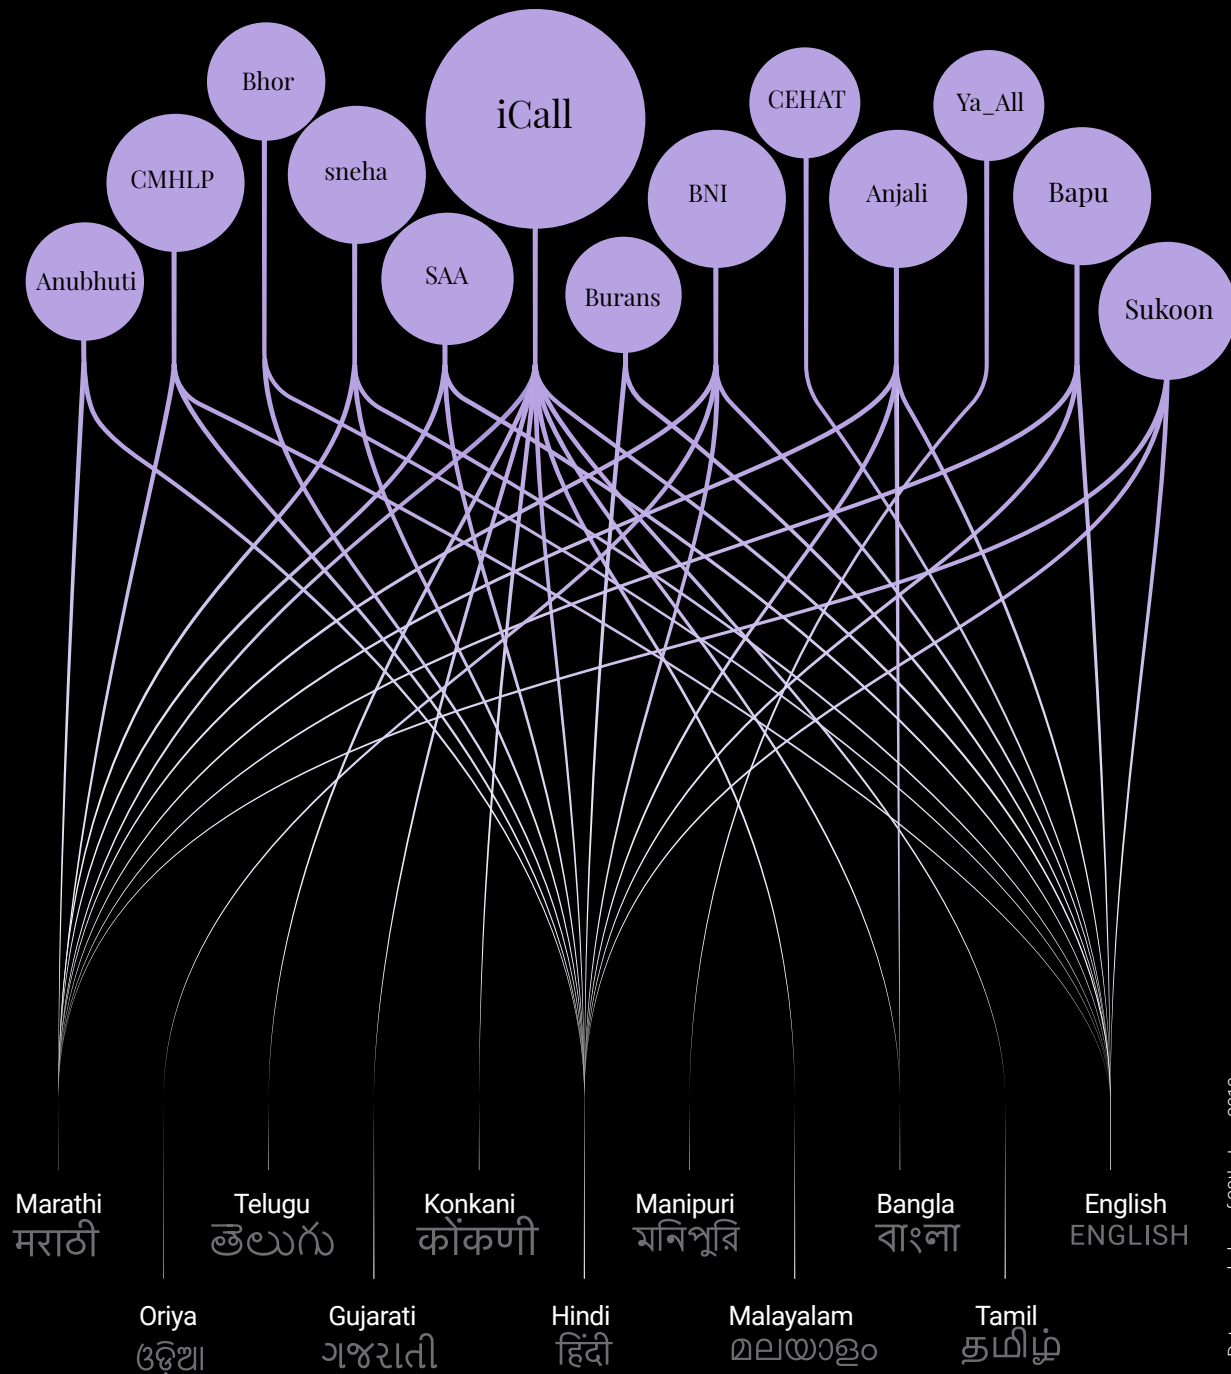 Bhor
iCall
CEHAT
Ya_All
CMHLP
sneha
BNI
Anjali
Bapu
Anubhuti
SAA
Burans
Sukoon
Marathi
मराठी
Telugu
తెలుగు
Konkani
कोंकणी
Manipuri
মনিপুরি
Bangla
বাংলা
English
ENGLISH
Oriya
ଓଡ଼ିଆ
Gujarati
ગજરાતી
Hindi
हिंदी
Malayalam
മലയാളം
Tamil
தமிழ்